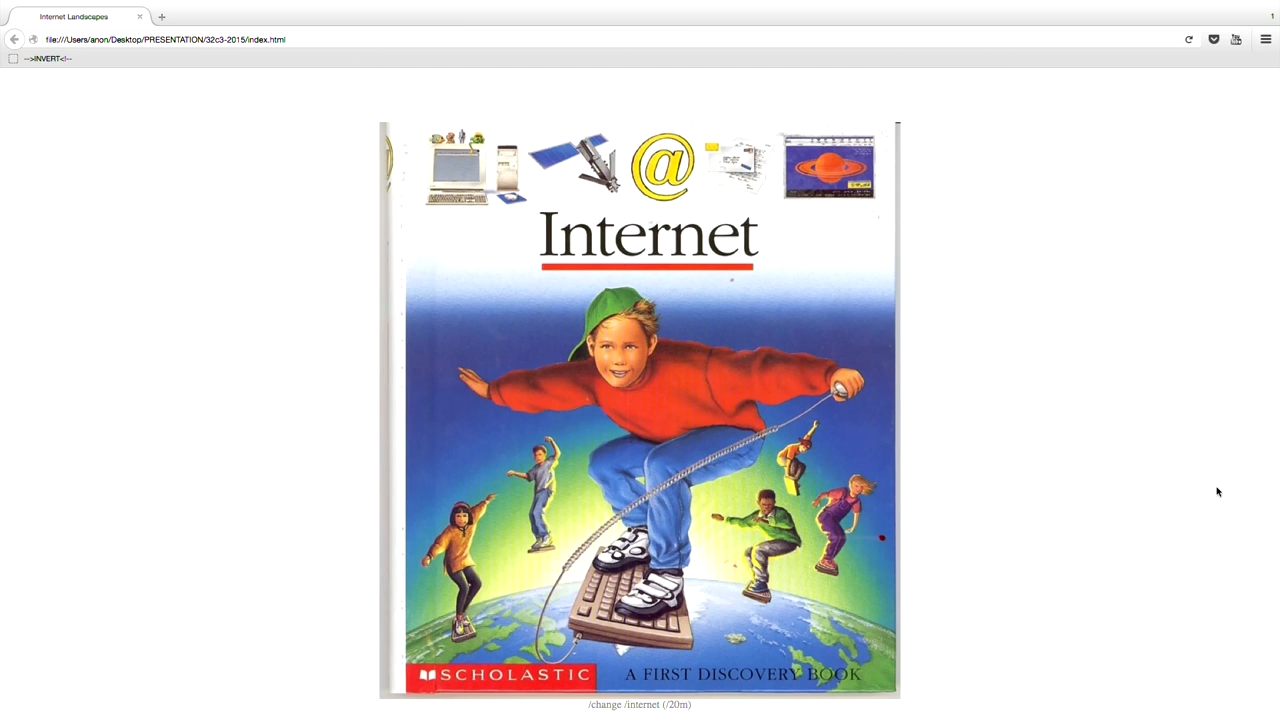 Internet Landscapes
1
file:///Users/anon/Desktop/PRESENTATION/32c3-2015/index.html
-->INVERT<!--
@
Internet
SCHOLASTIC
A FIRST DISCOVERY BOOK
/change /internet (/20m)